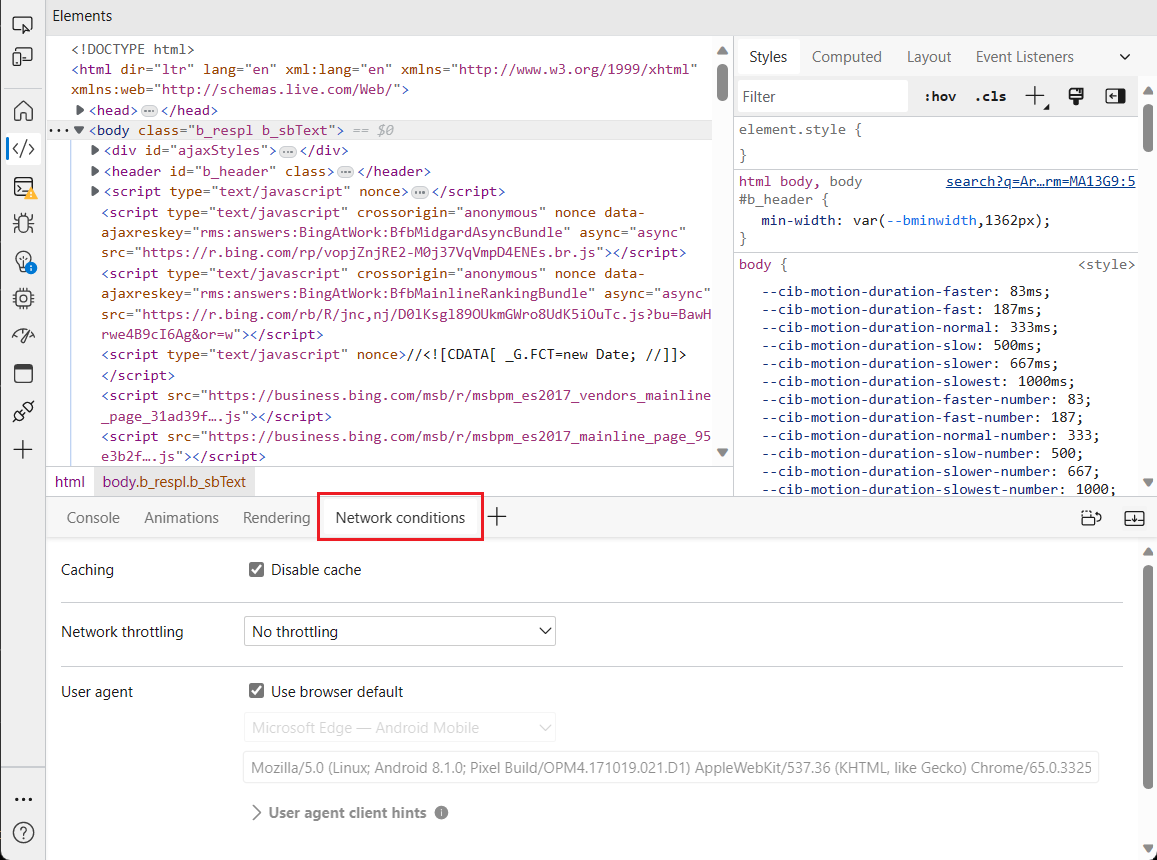 Elements
<!DOCTYPE html>
<html dir="ltr" lang="en" xml:lang="en" xmlns="http://www.w3.org/1999/xhtml"
xmlns:web="http://schemas.live.com/Web/">
<head> ⋯ </head>
<body class="b_respl b_sbText"> == $0
<div id="ajaxStyles"> ⋯ </div>
<header id="b_header" class> ⋯ </header>
<script type="text/javascript" nonce> ⋯ </script>
<script type="text/javascript" crossorigin="anonymous" nonce data-
ajaxreskey="rms:answers:BingAtWork:BfbMidgardAsyncBundle" async="async"
src="https://r.bing.com/rp/vopjZnjRE2-M0j37VqVmpD4ENEs.br.js"></script>
<script type="text/javascript" crossorigin="anonymous" nonce data-
ajaxreskey="rms:answers:BingAtWork:BfbMainlineRankingBundle" async="async"
src="https://r.bing.com/rb/R/jnc,nj/D0lKsgl89OUkmGWro8UdK5iOuTc.js?bu=BawH
rwe4B9cI6Ag&or=w"></script>
<script type="text/javascript" nonce>//<![CDATA[ _G.FCT=new Date; //]]>
</script>
<script src="https://business.bing.com/msb/r/msbpm_es2017_vendors_mainline
_page_31ad39f….js"></script>
<script src="https://business.bing.com/msb/r/msbpm_es2017_mainline_page_95
e3b2f….js"></script>
html body.b_respl.b_sbText
Styles Computed Layout Event Listeners
Filter :hov .cls
element.style {
}
html body, body search?q=Ar…rm=MA13G9:5
#b_header {
min-width: var(--bminwidth,1362px);
}
body { <style>
--cib-motion-duration-faster: 83ms;
--cib-motion-duration-fast: 187ms;
--cib-motion-duration-normal: 333ms;
--cib-motion-duration-slow: 500ms;
--cib-motion-duration-slower: 667ms;
--cib-motion-duration-slowest: 1000ms;
--cib-motion-duration-faster-number: 83;
--cib-motion-duration-fast-number: 187;
--cib-motion-duration-normal-number: 333;
--cib-motion-duration-slow-number: 500;
--cib-motion-duration-slower-number: 667;
--cib-motion-duration-slowest-number: 1000;
Console Animations Rendering Network conditions
Caching Disable cache
Network throttling No throttling
User agent Use browser default
Microsoft Edge — Android Mobile
Mozilla/5.0 (Linux; Android 8.1.0; Pixel Build/OPM4.171019.021.D1) AppleWebKit/537.36 (KHTML, like Gecko) Chrome/65.0.3325
User agent client hints